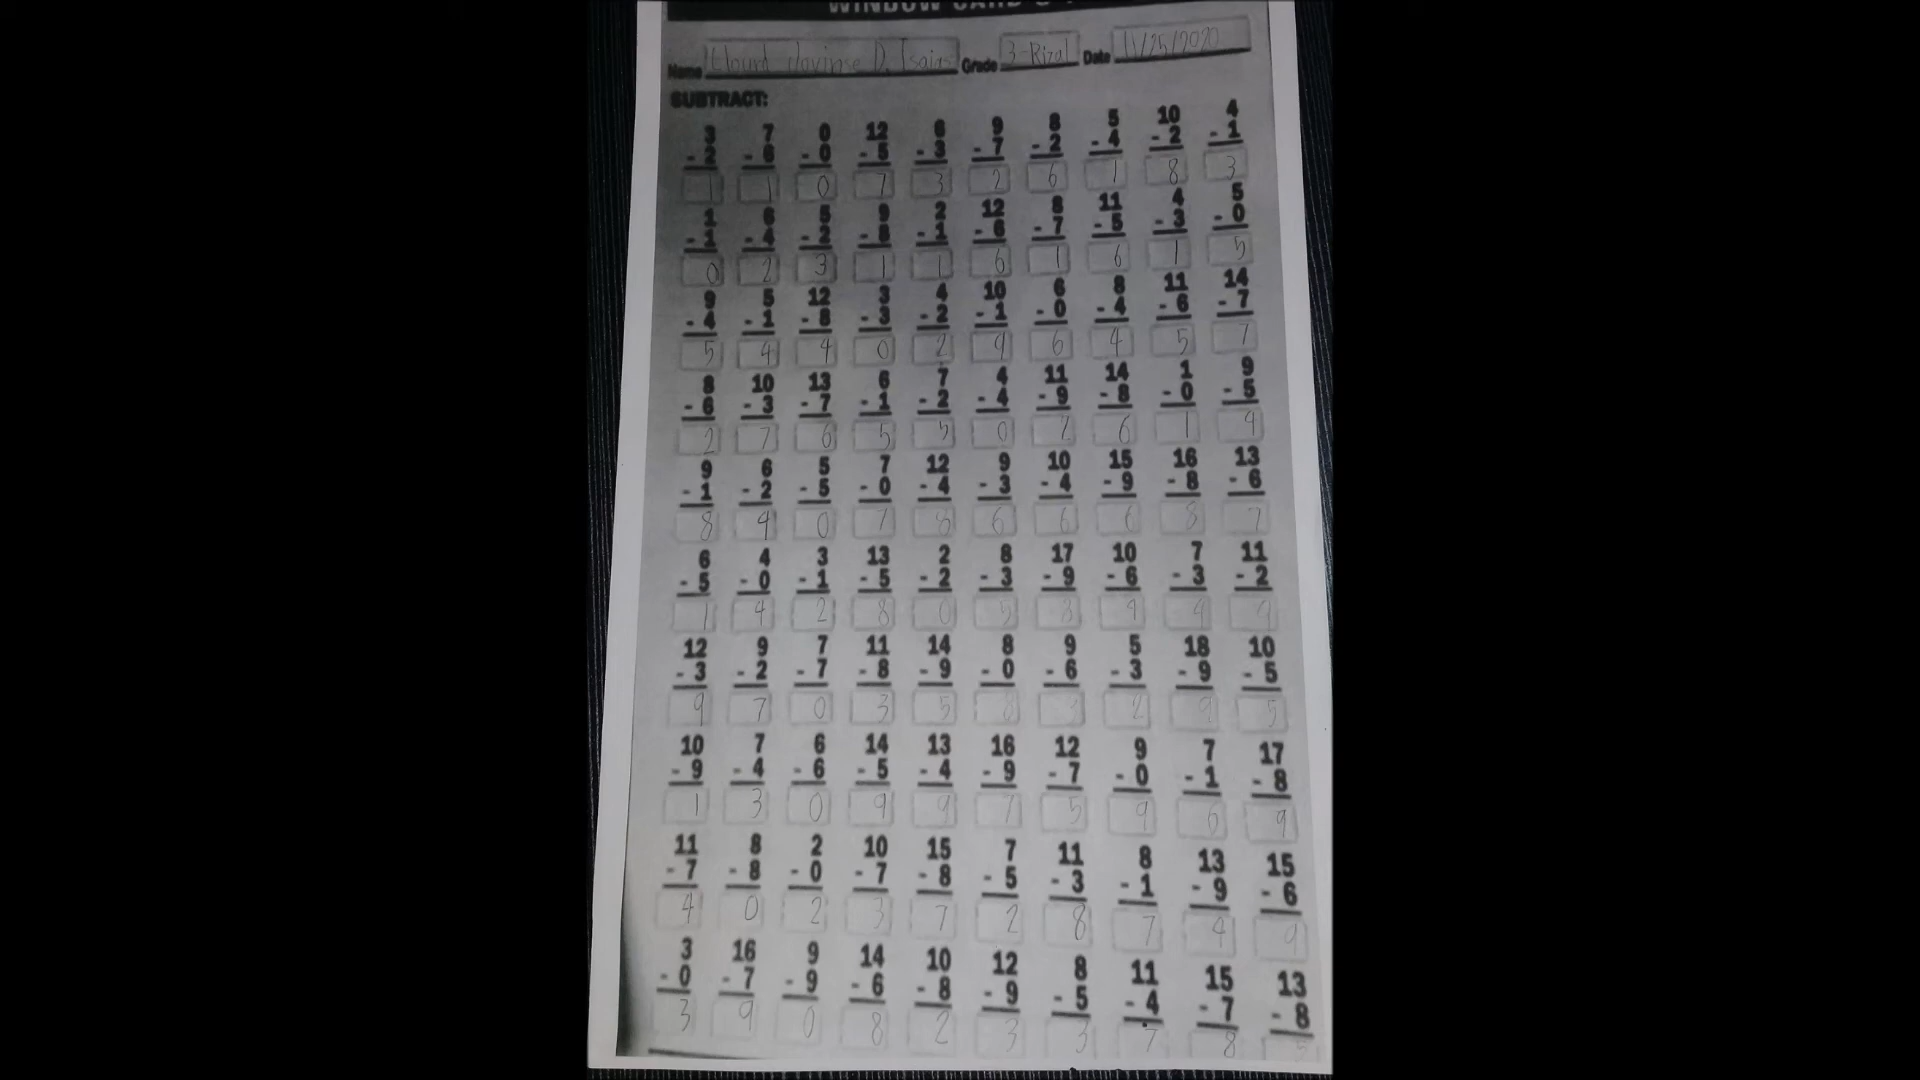 WINDOW CARD
Name D. Isaias Grade 3-Rizal Date 11/25/2020
SUBTRACT:
3 7 0 12 6 9 8 5 10 4
- 2 - 6 - 0 - 5 - 3 - 7 - 2 - 4 - 2 - 1
1 1 0 7 3 2 6 1 8 3
1 6 5 9 2 12 8 11 4 5
- 1 - 4 - 2 - 8 - 1 - 6 - 7 - 5 - 3 - 0
0 2 3 1 1 6 1 6 1 5
9 5 12 3 4 10 6 8 11 14
- 4 - 1 - 8 - 3 - 2 - 1 - 0 - 4 - 6 - 7
5 4 4 0 2 9 6 4 5 7
8 10 13 6 7 4 11 14 1 9
- 6 - 3 - 7 - 1 - 2 - 4 - 9 - 8 - 0 - 5
2 7 6 5 5 0 2 6 1 4
9 6 5 7 12 9 10 15 16 13
- 1 - 2 - 5 - 0 - 4 - 3 - 4 - 9 - 8 - 6
8 4 0 7 8 6 6 6 8 7
6 4 3 13 2 8 17 10 7 11
- 5 - 0 - 1 - 5 - 2 - 3 - 9 - 6 - 3 - 2
1 4 2 8 0 5 8 4 4 9
12 9 7 11 14 8 9 5 18 10
- 3 - 2 - 7 - 8 - 9 - 0 - 6 - 3 - 9 - 5
9 7 0 3 5 8 3 2 9 5
10 7 6 14 13 16 12 9 7 17
- 9 - 4 - 6 - 5 - 4 - 9 - 7 - 0 - 1 - 8
1 3 0 9 9 7 5 9 6 9
11 8 2 10 15 7 11 8 13 15
- 7 - 8 - 0 - 7 - 8 - 5 - 3 - 1 - 9 - 6
4 0 2 3 7 2 8 7 4 9
3 16 9 14 10 12 8 11 15 13
- 0 - 7 - 9 - 6 - 8 - 9 - 5 - 4 - 7 - 8
3 9 0 8 2 3 3 7 8 5